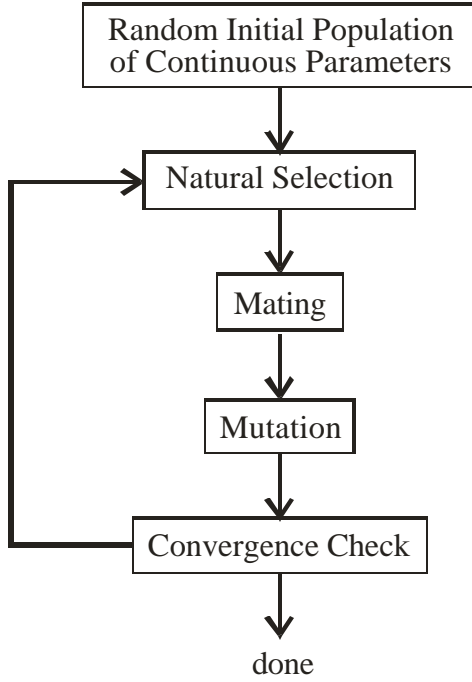 Random Initial Population
of Continuous Parameters
Natural Selection
Mating
Mutation
Convergence Check
done